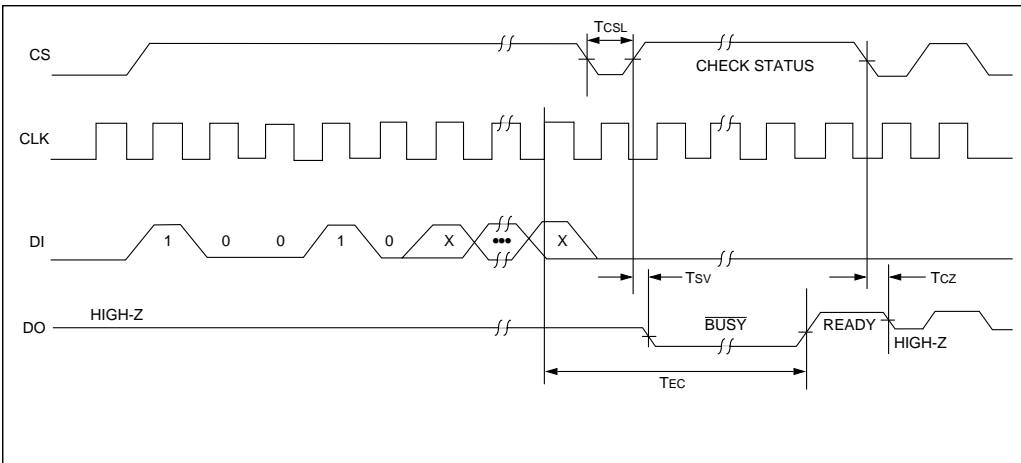 TCSL
CS
CHECK STATUS
CLK
DI
1 0 0 1 0 X ••• X
TSV
TCZ
DO
HIGH-Z
BUSY
READY
HIGH-Z
TEC